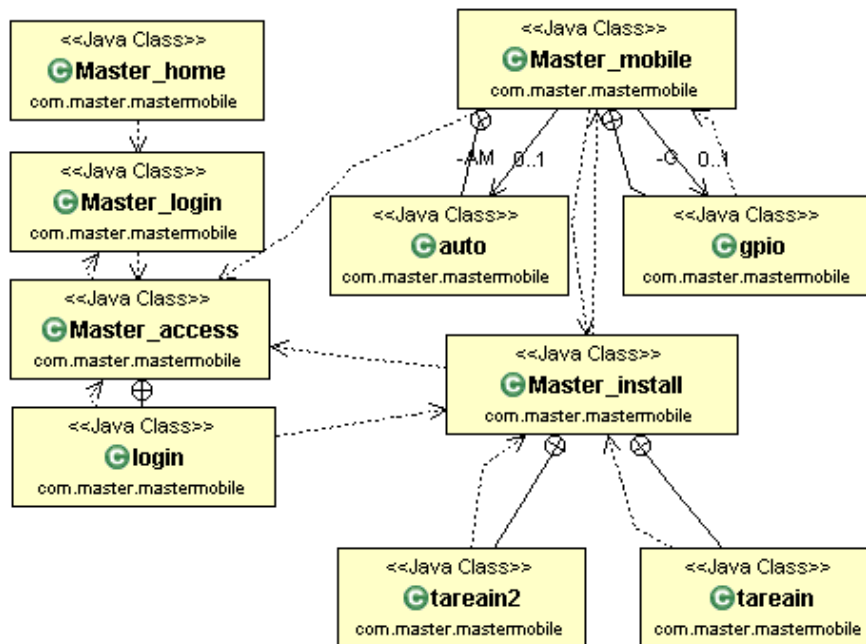 <<Java Class>>
Master_home
com.master.mastermobile
<<Java Class>>
Master_mobile
com.master.mastermobile
<<Java Class>>
Master_login
com.master.mastermobile
-AM 0..1
-G 0..1
<<Java Class>>
auto
com.master.mastermobile
<<Java Class>>
gpio
com.master.mastermobile
<<Java Class>>
Master_access
com.master.mastermobile
<<Java Class>>
Master_install
com.master.mastermobile
<<Java Class>>
login
com.master.mastermobile
<<Java Class>>
tareain2
com.master.mastermobile
<<Java Class>>
tareain
com.master.mastermobile